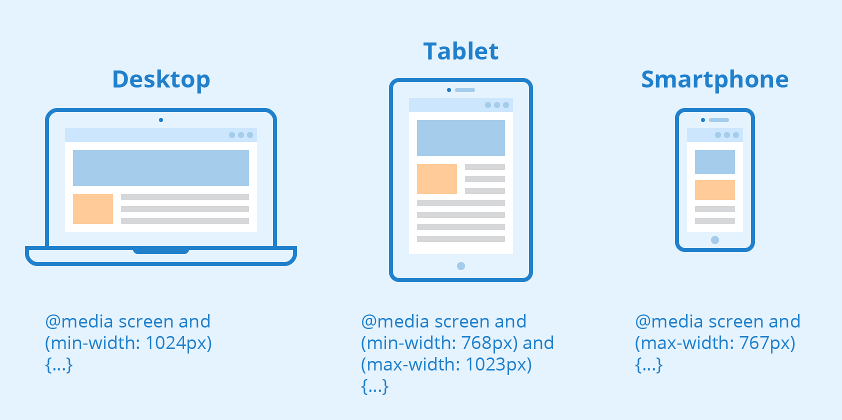 Desktop
@media screen and
(min-width: 1024px)
{...}
Tablet
@media screen and
(min-width: 768px) and
(max-width: 1023px)
{...}
Smartphone
@media screen and
(max-width: 767px)
{...}